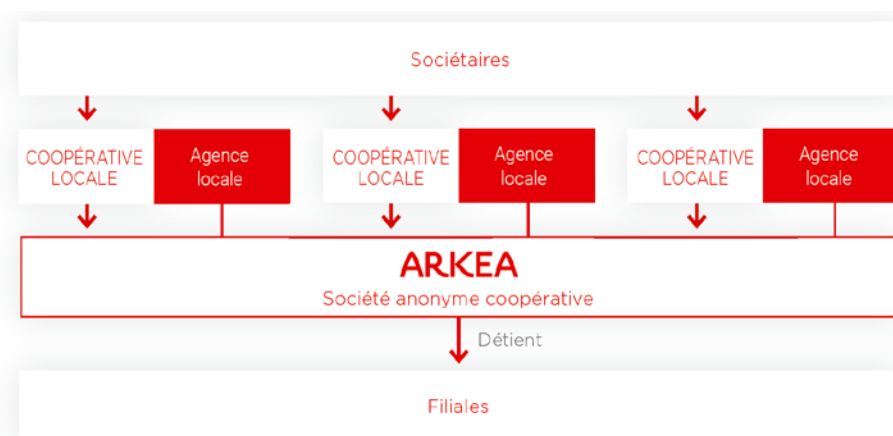 Sociétaires
COOPÉRATIVE
LOCALE
Agence
locale
COOPÉRATIVE
LOCALE
Agence
locale
COOPÉRATIVE
LOCALE
Agence
locale
ARKEA
Société anonyme coopérative
Détient
Filiales